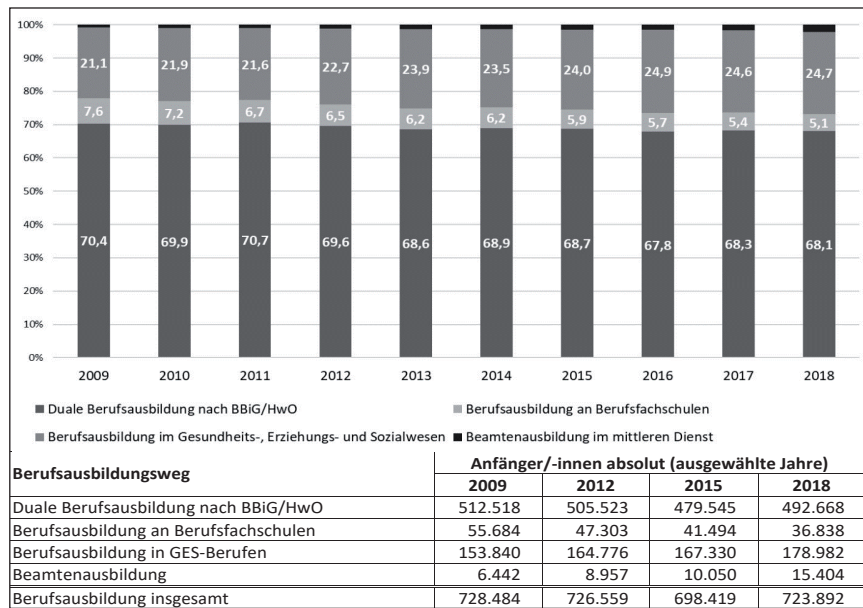 100%
90%
80%
70%
60%
50%
40%
30%
20%
10%
0%
21,1 21,9 21,6 22,7 23,9 23,5 24,0 24,9 24,6 24,7
7,6 7,2 6,7 6,5 6,2 6,2 5,9 5,7 5,4 5,1
70,4 69,9 70,7 69,6 68,6 68,9 68,7 67,8 68,3 68,1
2009 2010 2011 2012 2013 2014 2015 2016 2017 2018
Duale Berufsausbildung nach BBiG/HwO Berufsausbildung an Berufsfachschulen
Berufsausbildung im Gesundheits-, Erziehungs- und Sozialwesen Beamtenausbildung im mittleren Dienst
Berufsausbildungsweg Anfänger/-innen absolut (ausgewählte Jahre)
2009 2012 2015 2018
Duale Berufsausbildung nach BBiG/HwO 512.518 505.523 479.545 492.668
Berufsausbildung an Berufsfachschulen 55.684 47.303 41.494 36.838
Berufsausbildung in GES-Berufen 153.840 164.776 167.330 178.982
Beamtenausbildung 6.442 8.957 10.050 15.404
Berufsausbildung insgesamt 728.484 726.559 698.419 723.892